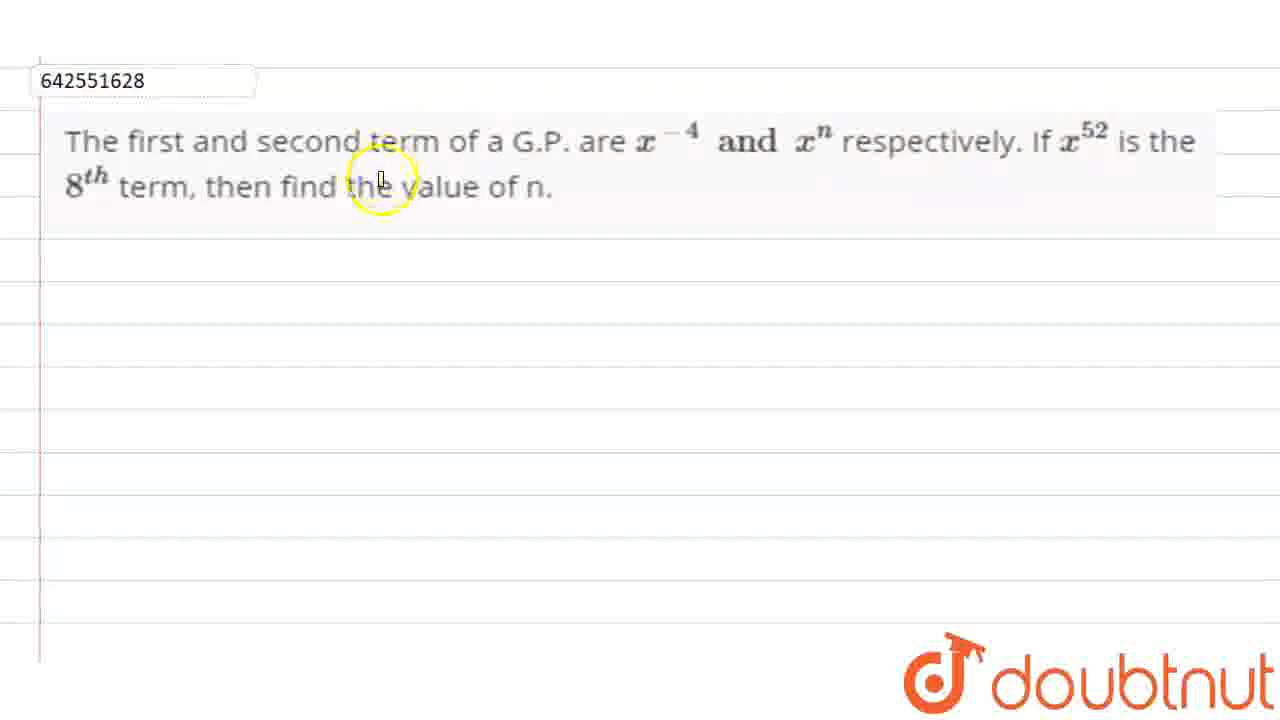 642551628
The first and second term of a G.P. are $x^{-4}$ and $x^{n}$ respectively. If $x^{52}$ is the
$8^{th}$ term, then find the value of n.
doubtnut